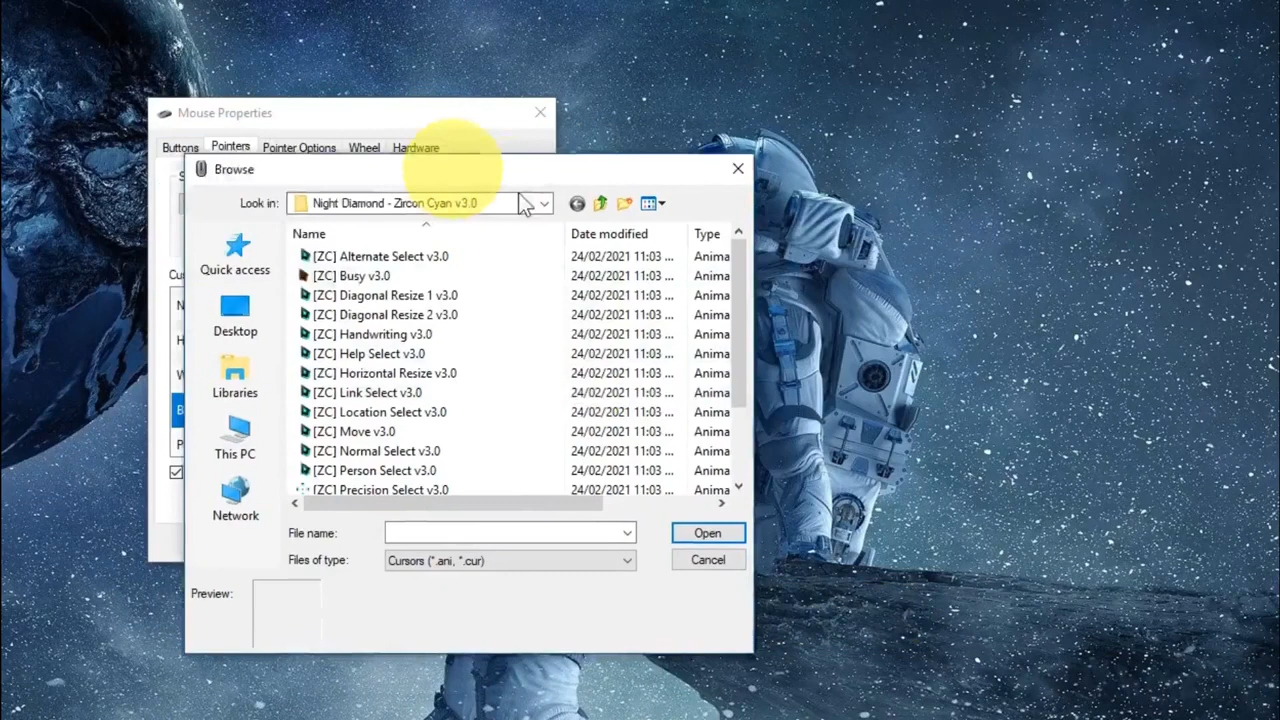 Mouse Properties
Buttons Pointers Pointer Options Wheel Hardware
Browse
Look in: Night Diamond - Zircon Cyan v3.0
Name Date modified Type
Quick access
Desktop
Libraries
This PC
Network
[ZC] Alternate Select v3.0 24/02/2021 11:03 ... Anima
[ZC] Busy v3.0 24/02/2021 11:03 ... Anima
[ZC] Diagonal Resize 1 v3.0 24/02/2021 11:03 ... Anima
[ZC] Diagonal Resize 2 v3.0 24/02/2021 11:03 ... Anima
[ZC] Handwriting v3.0 24/02/2021 11:03 ... Anima
[ZC] Help Select v3.0 24/02/2021 11:03 ... Anima
[ZC] Horizontal Resize v3.0 24/02/2021 11:03 ... Anima
[ZC] Link Select v3.0 24/02/2021 11:03 ... Anima
[ZC] Location Select v3.0 24/02/2021 11:03 ... Anima
[ZC] Move v3.0 24/02/2021 11:03 ... Anima
[ZC] Normal Select v3.0 24/02/2021 11:03 ... Anima
[ZC] Person Select v3.0 24/02/2021 11:03 ... Anima
[ZC] Precision Select v3.0 24/02/2021 11:03 ... Anima
File name: Open
Files of type: Cursors (*.ani, *.cur) Cancel
Preview: